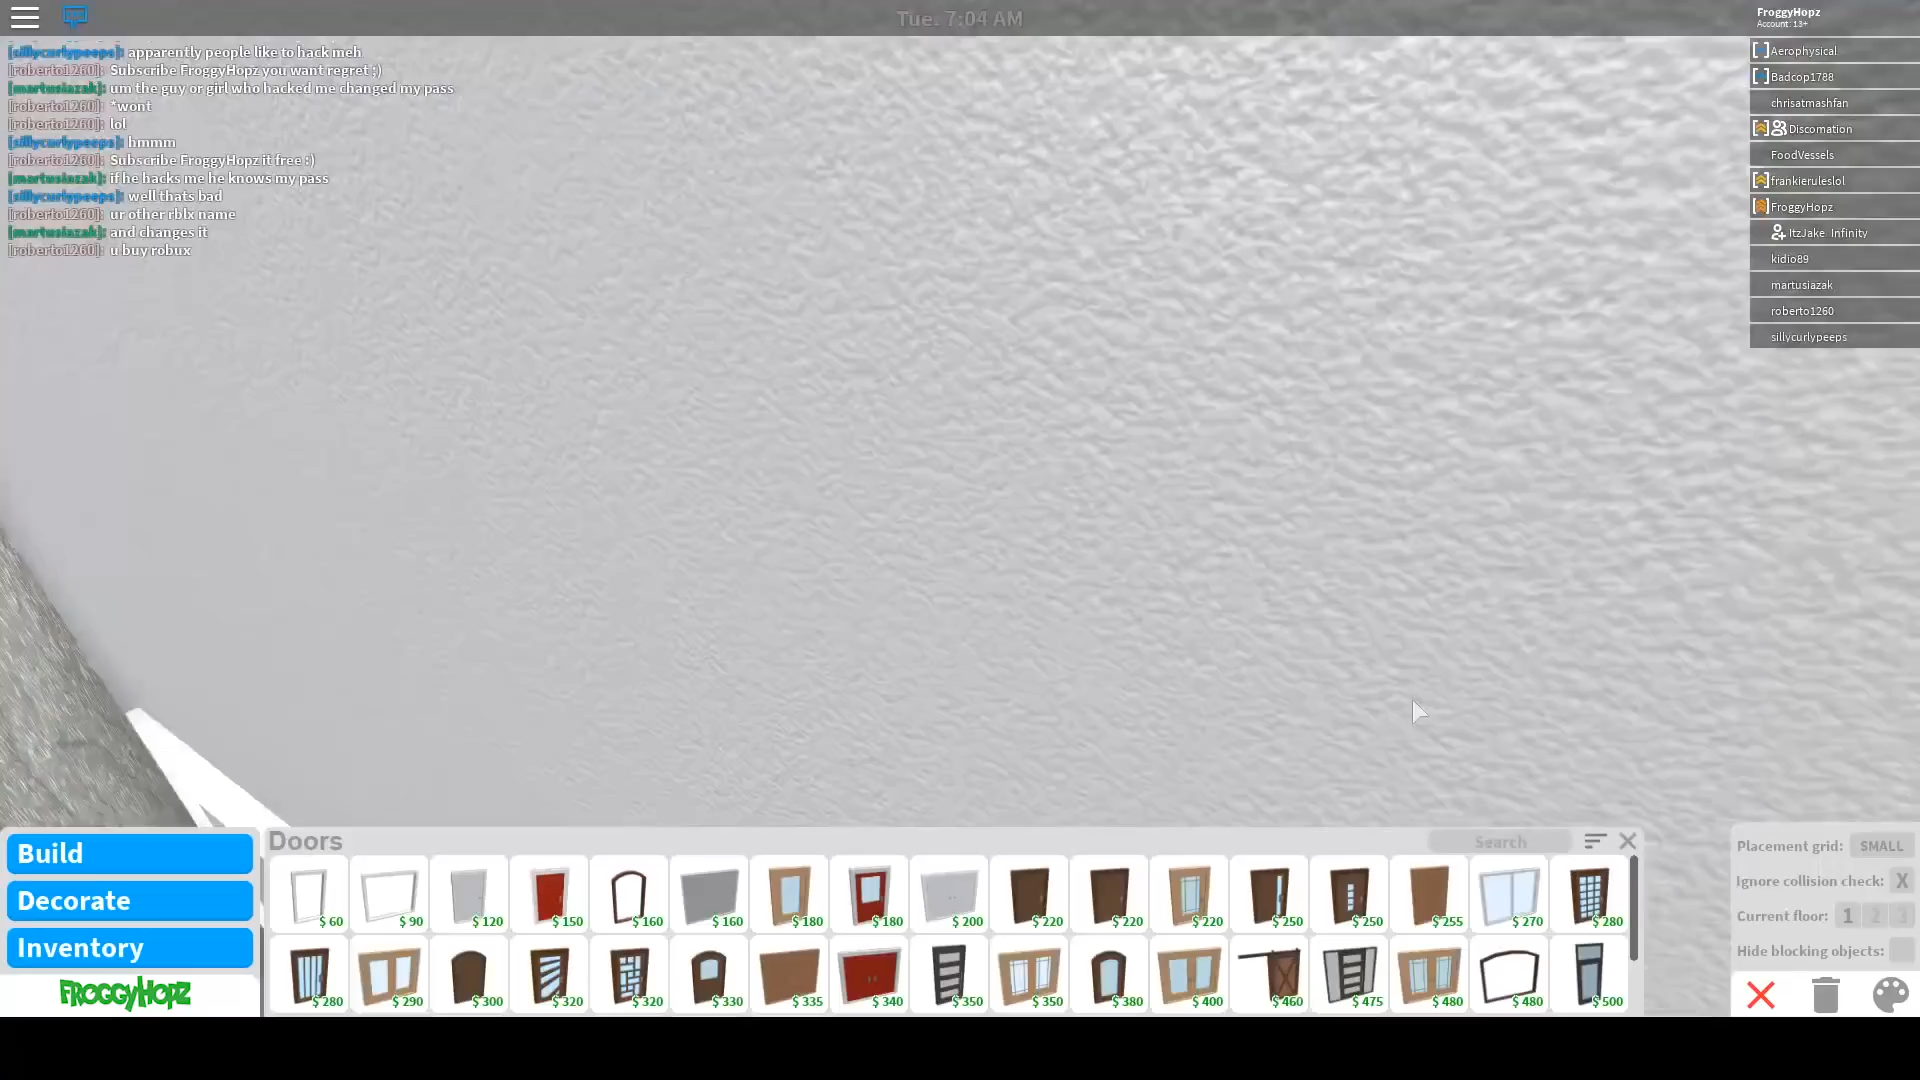 Tue. 7:04 AM
FroggyHopz
Account: 13+
[sillycurlypeeps]: apparently people like to hack meh
[roberto1260]: Subscribe FroggyHopz you want regret ;)
[martusiazak]: um the guy or girl who hacked me changed my pass
[roberto1260]: *wont
[roberto1260]: lol
[sillycurlypeeps]: hmmm
[roberto1260]: Subscribe FroggyHopz it free :)
[martusiazak]: if he hacks me he knows my pass
[sillycurlypeeps]: well thats bad
[roberto1260]: ur other rblx name
[martusiazak]: and changes it
[roberto1260]: u buy robux
Aerophysical
Badcop1788
chrisatmashfan
Discomation
FoodVessels
frankieruleslol
FroggyHopz
ItzJake Infinity
kidio89
martusiazak
roberto1260
sillycurlypeeps
Build
Decorate
Inventory
FROGGYHOPZ
Doors
Search
$ 60 $ 90 $ 120 $ 150 $ 160 $ 160 $ 180 $ 180 $ 200 $ 220 $ 220 $ 220 $ 250 $ 250 $ 255 $ 270 $ 280
$ 280 $ 290 $ 300 $ 320 $ 320 $ 330 $ 335 $ 340 $ 350 $ 350 $ 380 $ 400 $ 460 $ 475 $ 480 $ 480 $ 500
Placement grid: SMALL
Ignore collision check: X
Current floor: 1 2 3
Hide blocking objects: